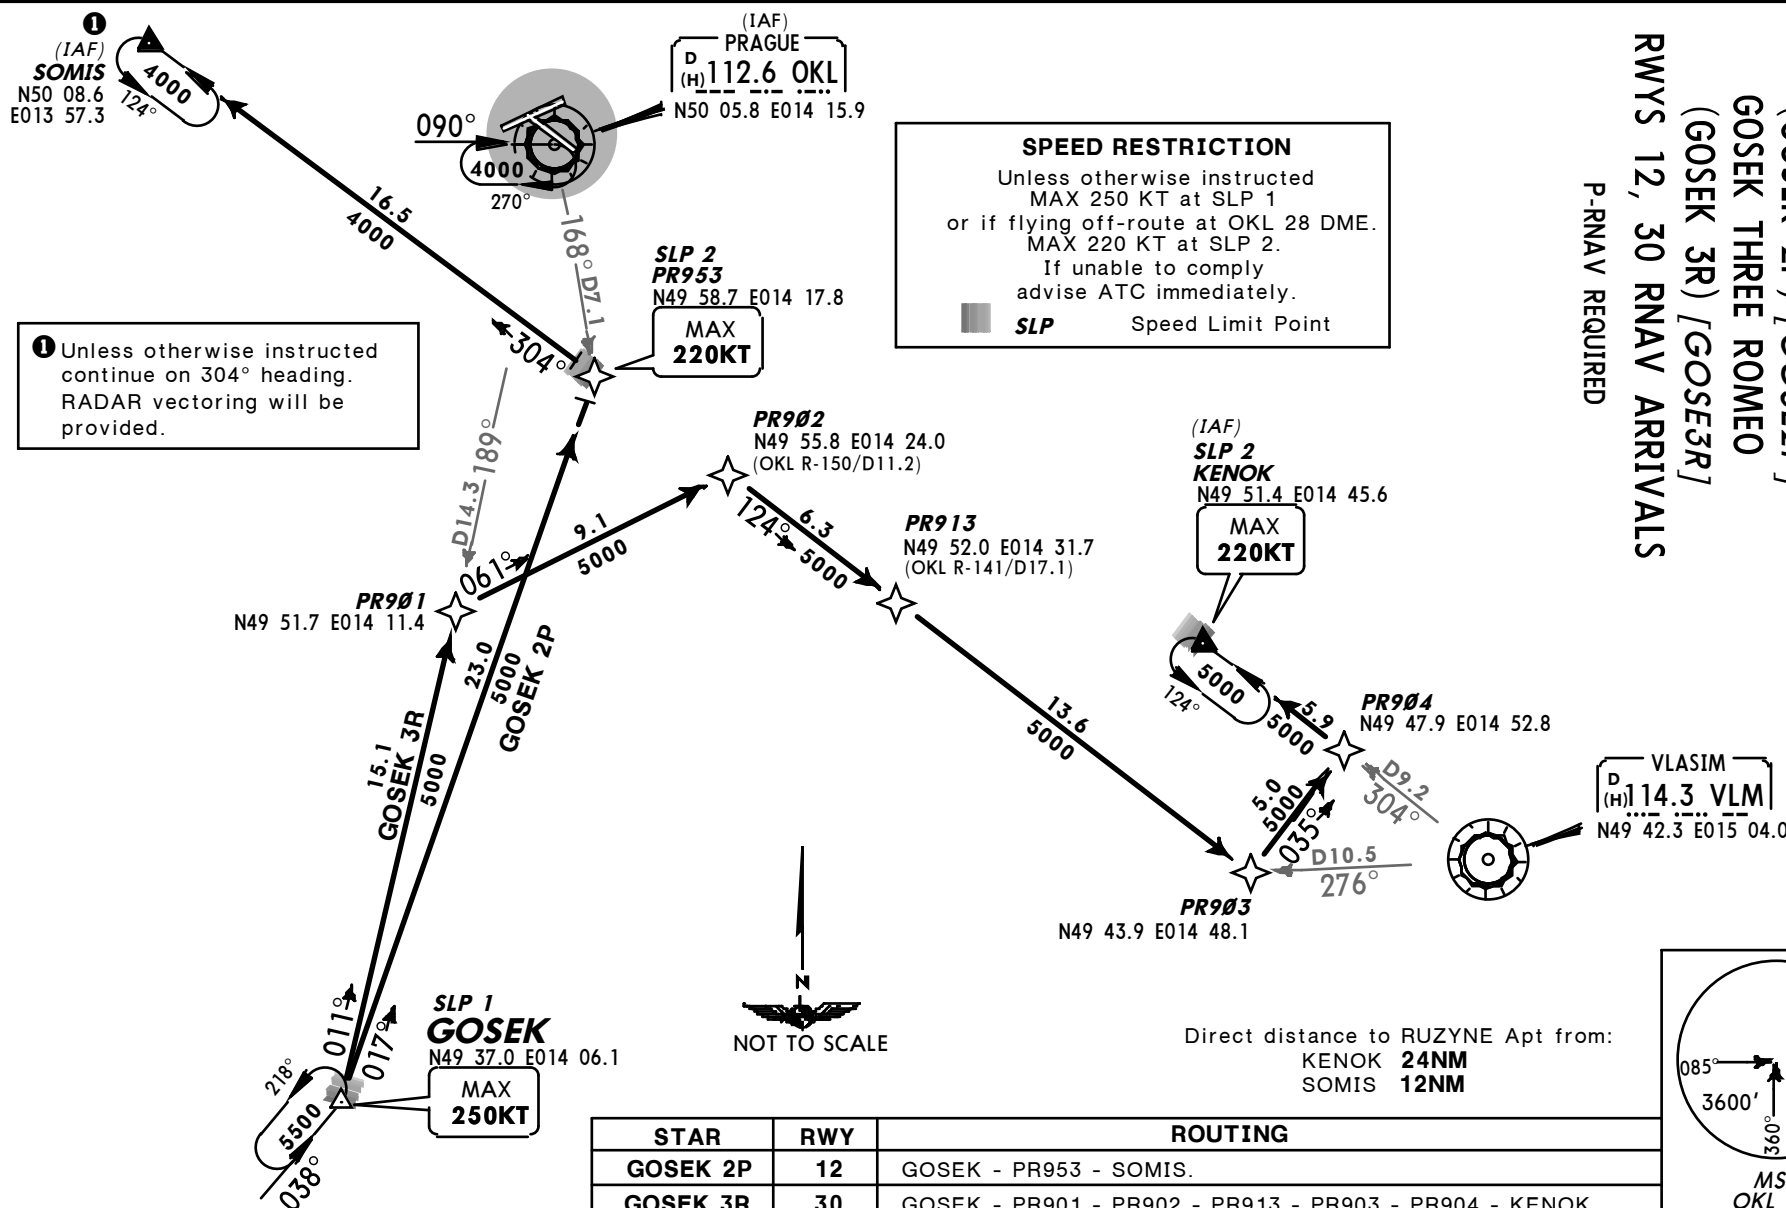 ❶
(IAF)
SOMIS
N50 08.6
E013 57.3
4000
124°
(IAF)
PRAGUE
D
(H) 112.6 OKL
N50 05.8 E014 15.9
090°
4000
270°
168° D7.1
16.5
4000
SLP 2
PR953
N49 58.7 E014 17.8
MAX
220KT
304°
SPEED RESTRICTION
Unless otherwise instructed
MAX 250 KT at SLP 1
or if flying off-route at OKL 28 DME.
MAX 220 KT at SLP 2.
If unable to comply
advise ATC immediately.
SLP Speed Limit Point
GOSEK THREE ROMEO
(GOSEK 3R) [GOSE3R]
RWYS 12, 30 RNAV ARRIVALS
P-RNAV REQUIRED
❶ Unless otherwise instructed
continue on 304° heading.
RADAR vectoring will be
provided.
D14.3 189°
PR9Ø2
N49 55.8 E014 24.0
(OKL R-150/D11.2)
9.1
5000
061°
PR9Ø1
N49 51.7 E014 11.4
124°
6.3
5000
PR913
N49 52.0 E014 31.7
(OKL R-141/D17.1)
(IAF)
SLP 2
KENOK
N49 51.4 E014 45.6
MAX
220KT
5000
124°
23.0
5000
GOSEK 2P
15.1
GOSEK 3R
5000
13.6
5000
5.9
5000
PR9Ø4
N49 47.9 E014 52.8
D9.2
304°
VLASIM
D
(H) 114.3 VLM
N49 42.3 E015 04.0
5.0
5000
035°
D10.5
276°
PR9Ø3
N49 43.9 E014 48.1
011°
017°
SLP 1
GOSEK
N49 37.0 E014 06.1
MAX
250KT
218°
5500
038°
N
NOT TO SCALE
Direct distance to RUZYNE Apt from:
KENOK 24NM
SOMIS 12NM
085°
3600'
360°
OKL
STAR RWY ROUTING
GOSEK 2P 12 GOSEK - PR953 - SOMIS.
GOSEK 3R 30 GOSEK - PR901 - PR902 - PR913 - PR903 - PR904 - KENOK